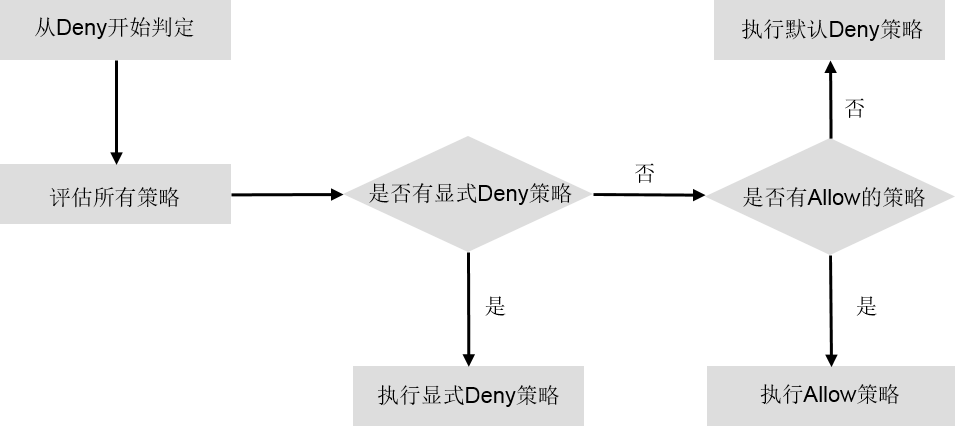 从Deny开始判定
执行默认Deny策略
否
评估所有策略
是否有显式Deny策略
否
是否有Allow的策略
是
是
执行显式Deny策略
执行Allow策略